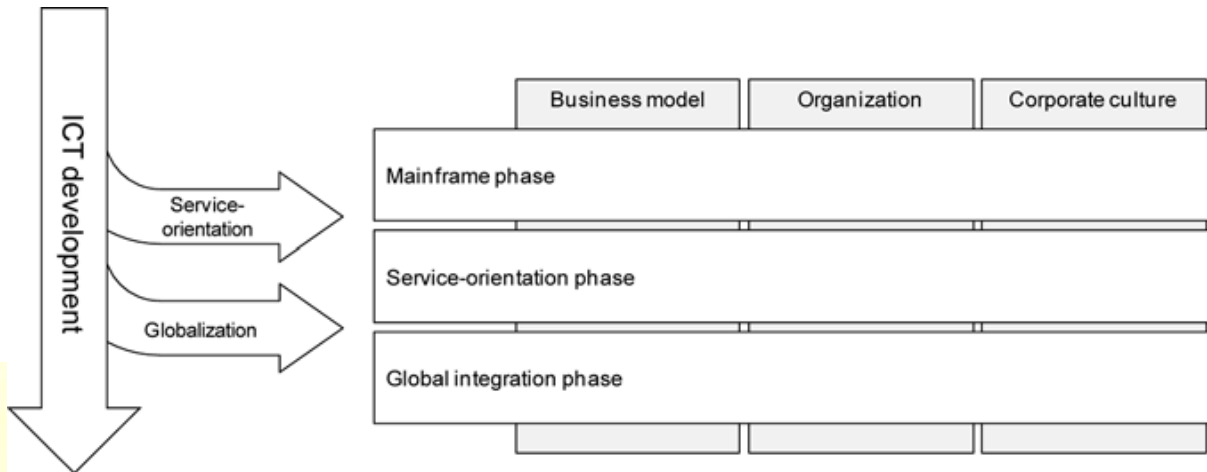 ICT development
Service-
orientation
Globalization
Business model
Organization
Corporate culture
Mainframe phase
Service-orientation phase
Global integration phase